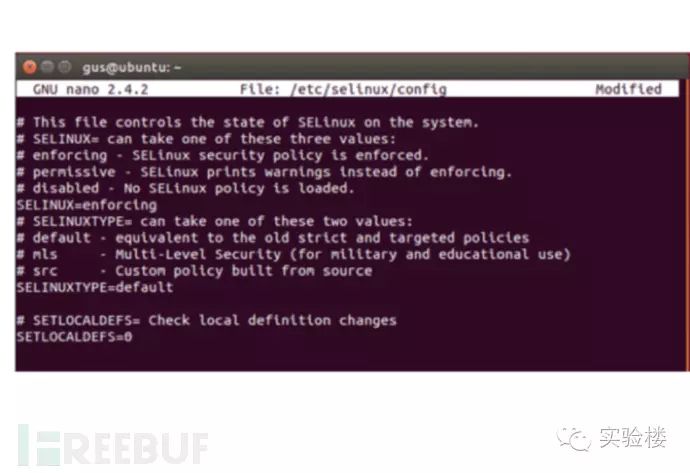 gus@ubuntu: ~
GNU nano 2.4.2 File: /etc/selinux/config Modified
# This file controls the state of SELinux on the system.
# SELINUX= can take one of these three values:
# enforcing - SELinux security policy is enforced.
# permissive - SELinux prints warnings instead of enforcing.
# disabled - No SELinux policy is loaded.
SELINUX=enforcing
# SELINUXTYPE= can take one of these two values:
# default - equivalent to the old strict and targeted policies
# mls - Multi-Level Security (for military and educational use)
# src - Custom policy built from source
SELINUXTYPE=default
# SETLOCALDEFS= Check local definition changes
SETLOCALDEFS=0
FREEBUF
实验楼